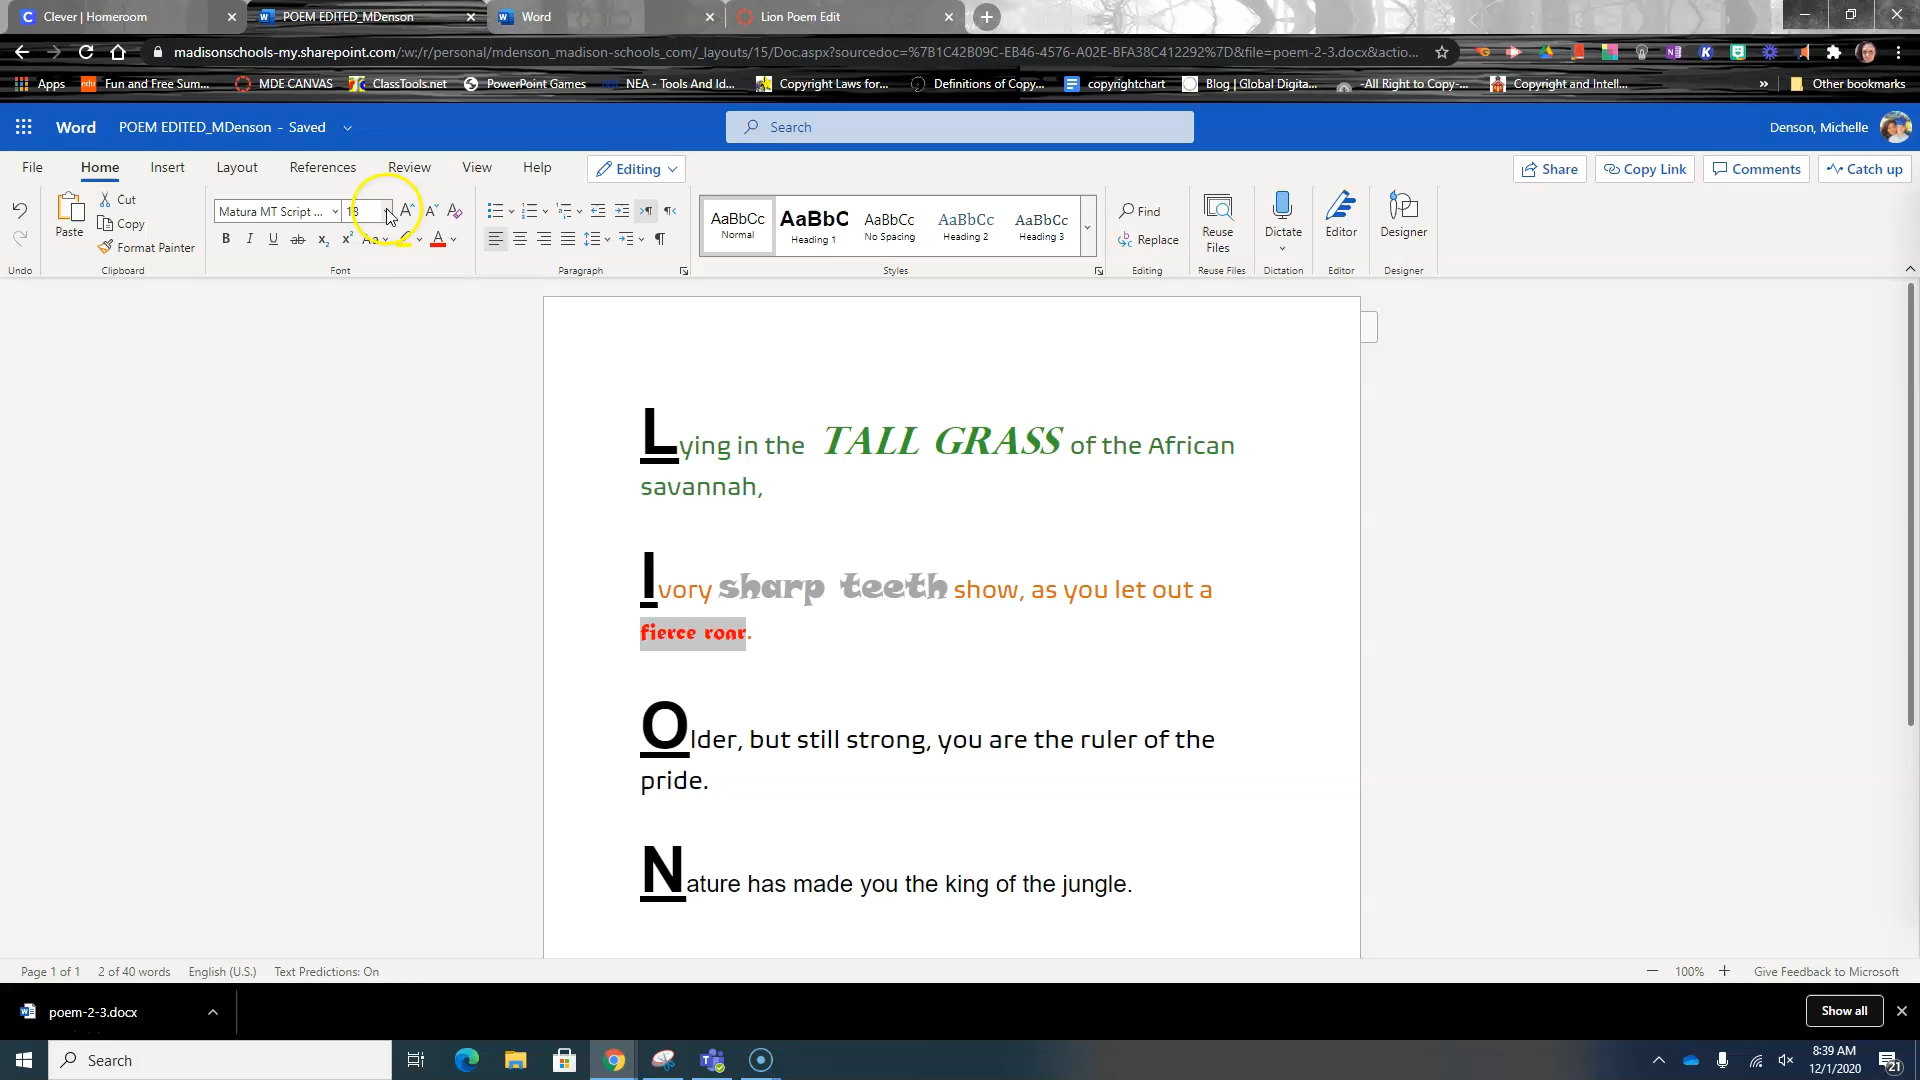 Clever | Homeroom
POEM EDITED_MDenson
Word
Lion Poem Edit
madisonschools-my.sharepoint.com/:w:/r/personal/mdenson_madison-schools_com/_layouts/15/Doc.aspx?sourcedoc=%7B1C42B09C-EB46-4576-A02E-BFA38C412292%7D&file=poem-2-3.docx&actio...
Apps
Fun and Free Sum...
MDE CANVAS
ClassTools.net
PowerPoint Games
NEA - Tools And Id...
Copyright Laws for...
Definitions of Copy...
copyrightchart
Blog | Global Digita...
-All Right to Copy-...
Copyright and Intell...
»
Other bookmarks
Word
POEM EDITED_MDenson - Saved
Search
Denson, Michelle
File
Home
Insert
Layout
References
Review
View
Help
Editing
Share
Copy Link
Comments
Catch up
Paste
Cut
Copy
Format Painter
Matura MT Script ...
18
AaBbCc
Normal
AaBbC
Heading 1
AaBbCc
No Spacing
AaBbCc
Heading 2
AaBbCc
Heading 3
Find
Replace
Reuse
Files
Dictate
Editor
Designer
Undo
Clipboard
Font
Paragraph
Styles
Editing
Reuse Files
Dictation
Editor
Designer
Lying in the TALL GRASS of the African
savannah,
Ivory sharp teeth show, as you let out a
fierce roar.
Older, but still strong, you are the ruler of the
pride.
Nature has made you the king of the jungle.
Page 1 of 1
2 of 40 words
English (U.S.)
Text Predictions: On
100%
Give Feedback to Microsoft
poem-2-3.docx
Show all
Search
8:39 AM
12/1/2020
21